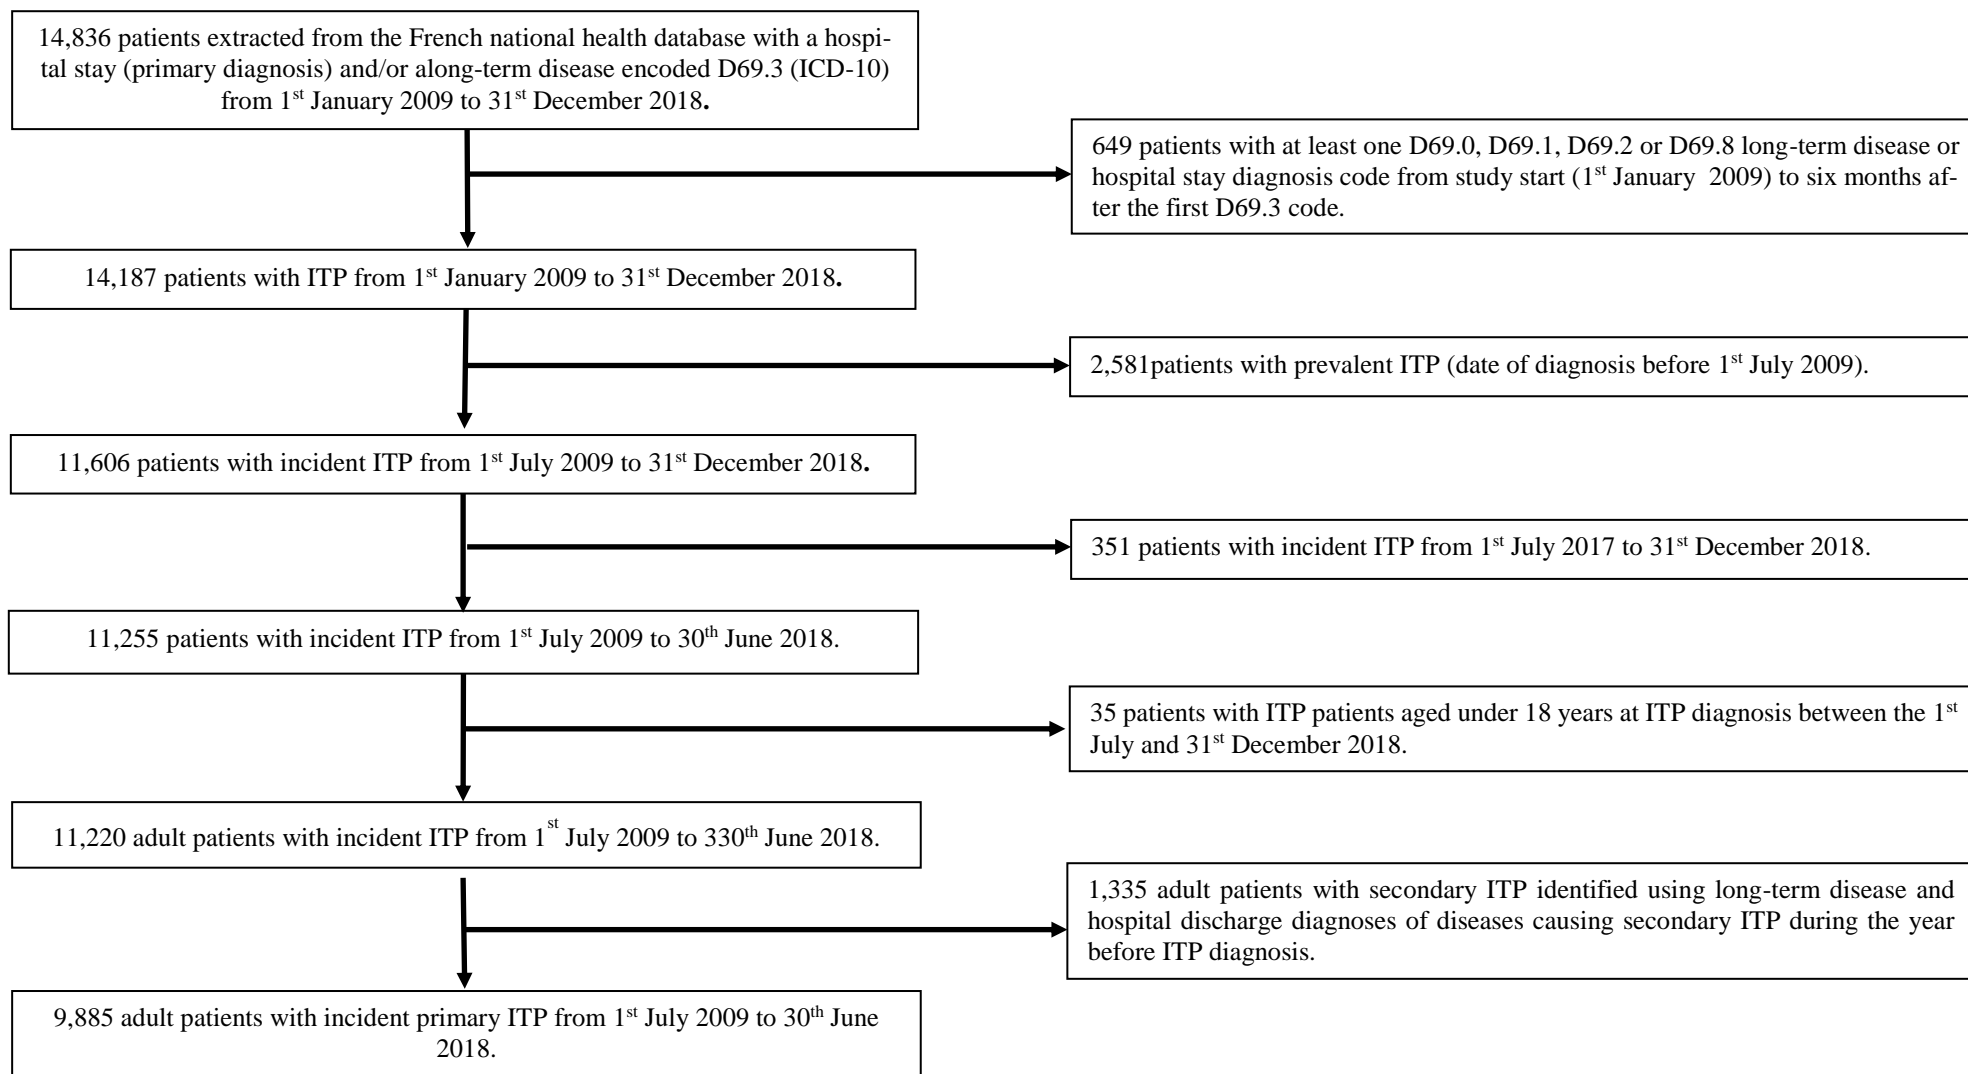 14,836 patients extracted from the French national health database with a hospi-
tal stay (primary diagnosis) and/or along-term disease encoded D69.3 (ICD-10)
from 1st January 2009 to 31st December 2018.
649 patients with at least one D69.0, D69.1, D69.2 or D69.8 long-term disease or
hospital stay diagnosis code from study start (1st January 2009) to six months af-
ter the first D69.3 code.
14,187 patients with ITP from 1st January 2009 to 31st December 2018.
2,581patients with prevalent ITP (date of diagnosis before 1st July 2009).
11,606 patients with incident ITP from 1st July 2009 to 31st December 2018.
351 patients with incident ITP from 1st July 2017 to 31st December 2018.
11,255 patients with incident ITP from 1st July 2009 to 30th June 2018.
35 patients with ITP patients aged under 18 years at ITP diagnosis between the 1st
July and 31st December 2018.
11,220 adult patients with incident ITP from 1st July 2009 to 330th June 2018.
1,335 adult patients with secondary ITP identified using long-term disease and
hospital discharge diagnoses of diseases causing secondary ITP during the year
before ITP diagnosis.
9,885 adult patients with incident primary ITP from 1st July 2009 to 30th June
2018.